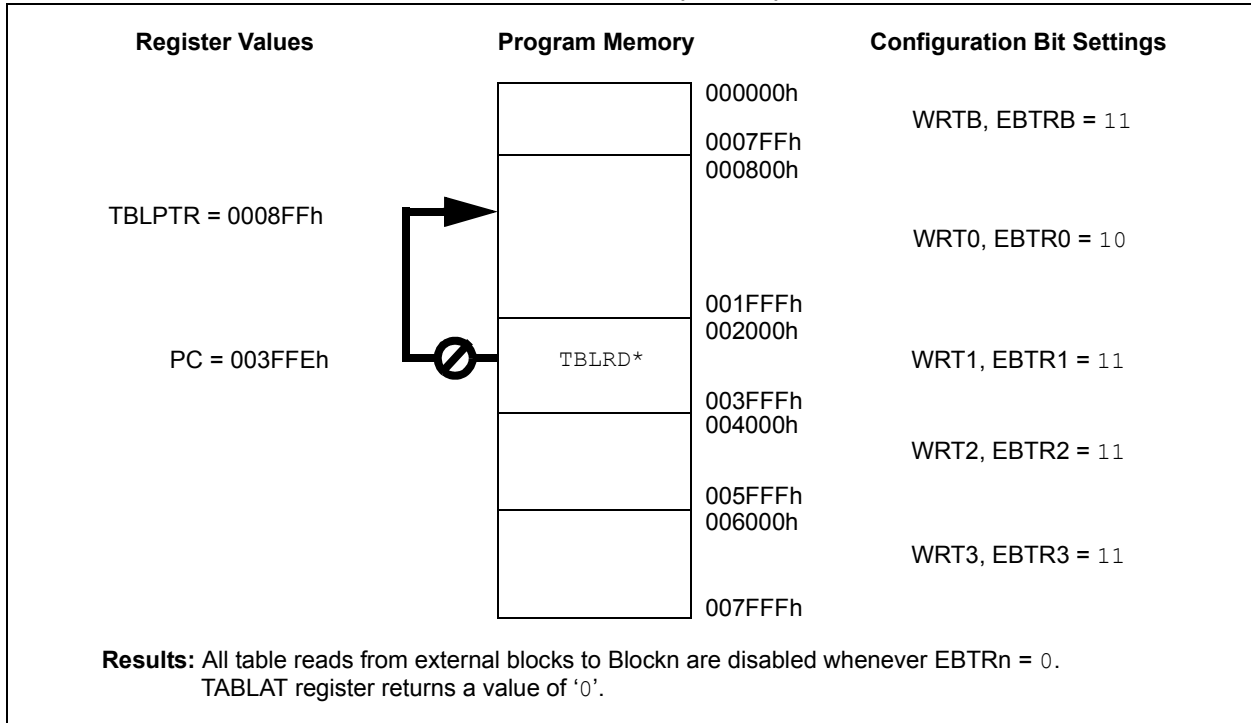 Register Values
Program Memory
Configuration Bit Settings
000000h
WRTB, EBTRB = 11
0007FFh
000800h
TBLPTR = 0008FFh
WRT0, EBTR0 = 10
001FFFh
002000h
PC = 003FFEh
TBLRD*
WRT1, EBTR1 = 11
003FFFh
004000h
WRT2, EBTR2 = 11
005FFFh
006000h
WRT3, EBTR3 = 11
007FFFh
Results: All table reads from external blocks to Blockn are disabled whenever EBTRn = 0.
TABLAT register returns a value of ‘0’.